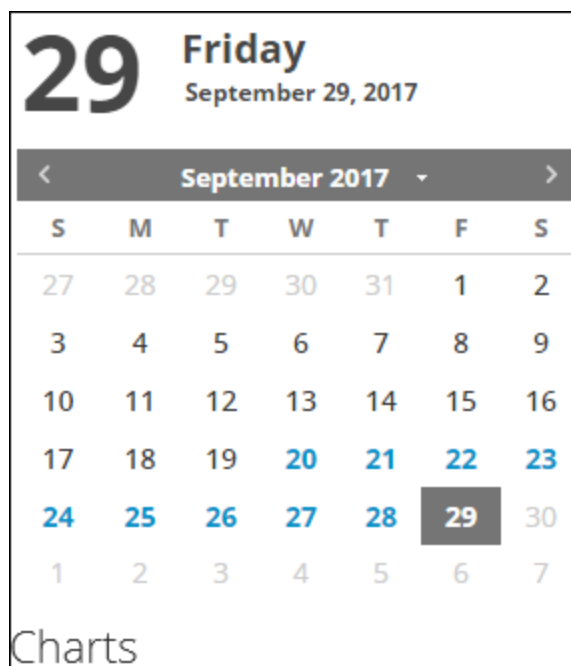 29 Friday
September 29, 2017
< September 2017 >
S M T W T F S
27 28 29 30 31 1 2
3 4 5 6 7 8 9
10 11 12 13 14 15 16
17 18 19 20 21 22 23
24 25 26 27 28 29 30
1 2 3 4 5 6 7
Charts